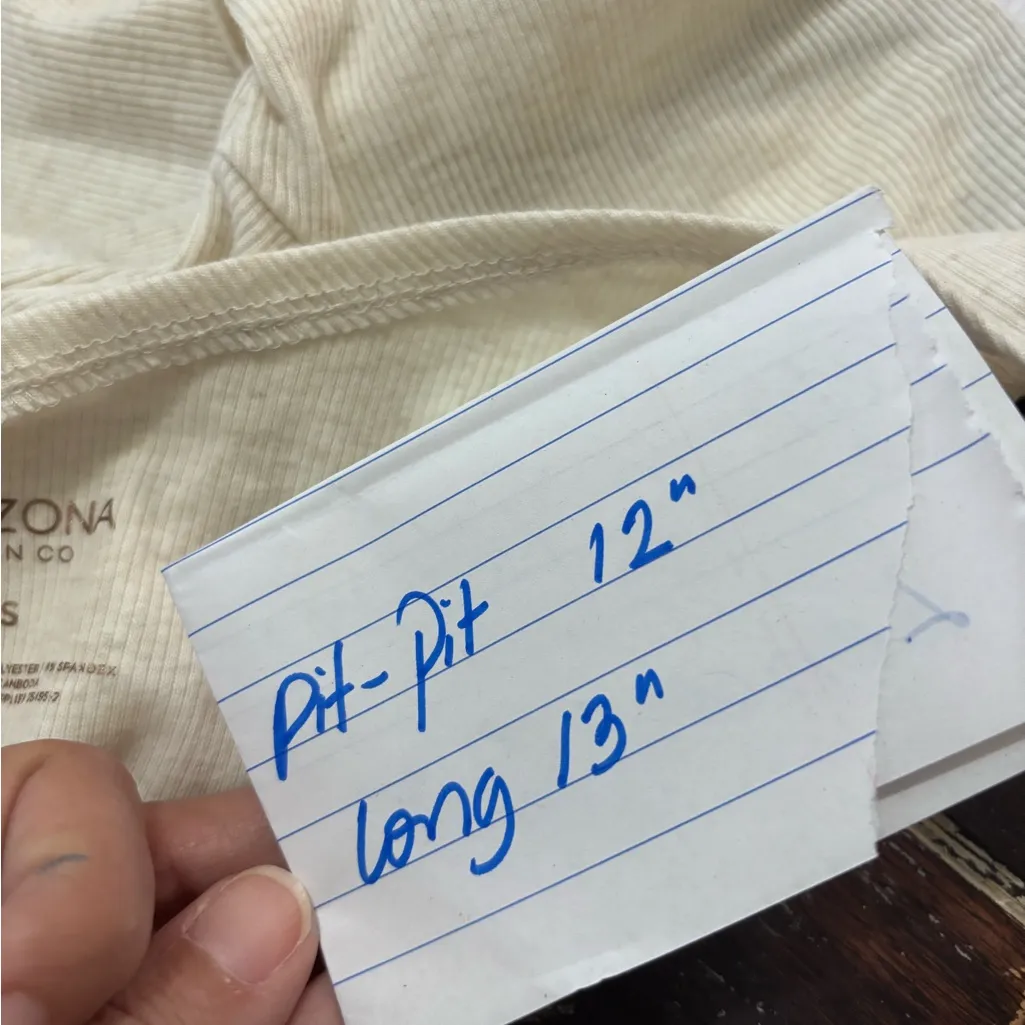 ZONA
N CO
S
Pit-Pit 12"
Long 13"